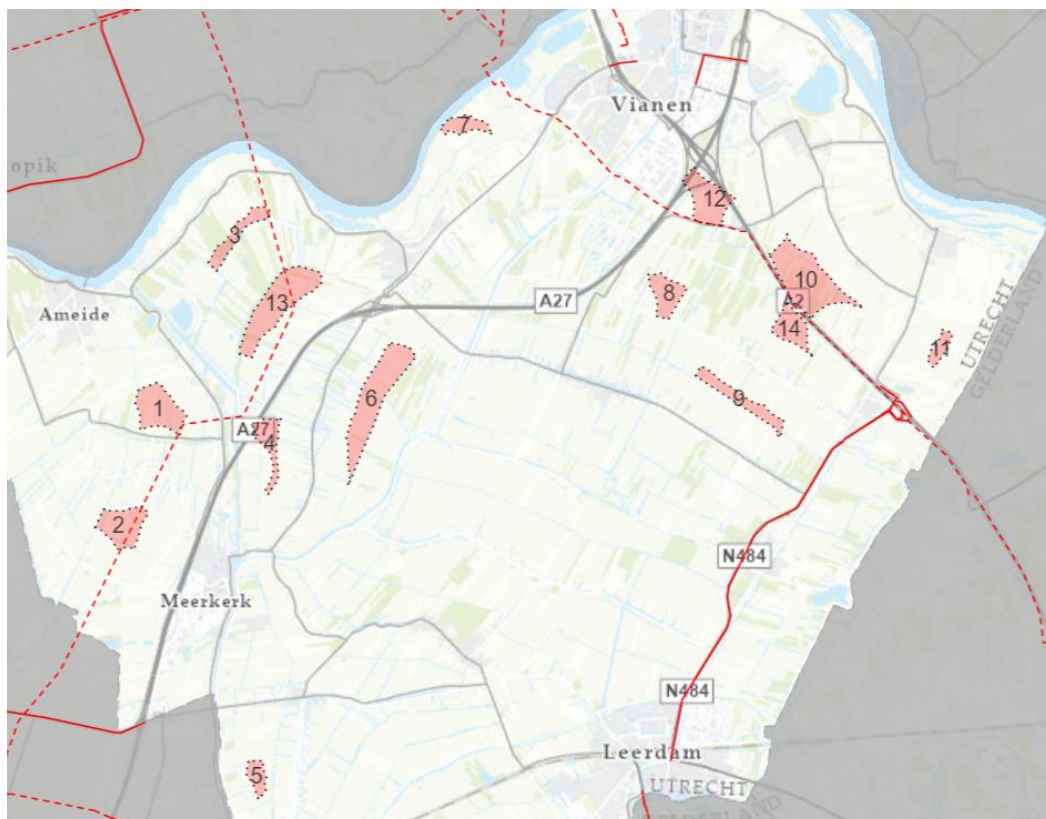 Vianen
7
opik
12
3
UTRECHT
GELDERLAND
10
8
A27
A2
13
Ameide
14
11
6
9
1
A27
4
2
N484
Meerkerk
N484
Leerdam
5
UTRECHT
GELDERLAND